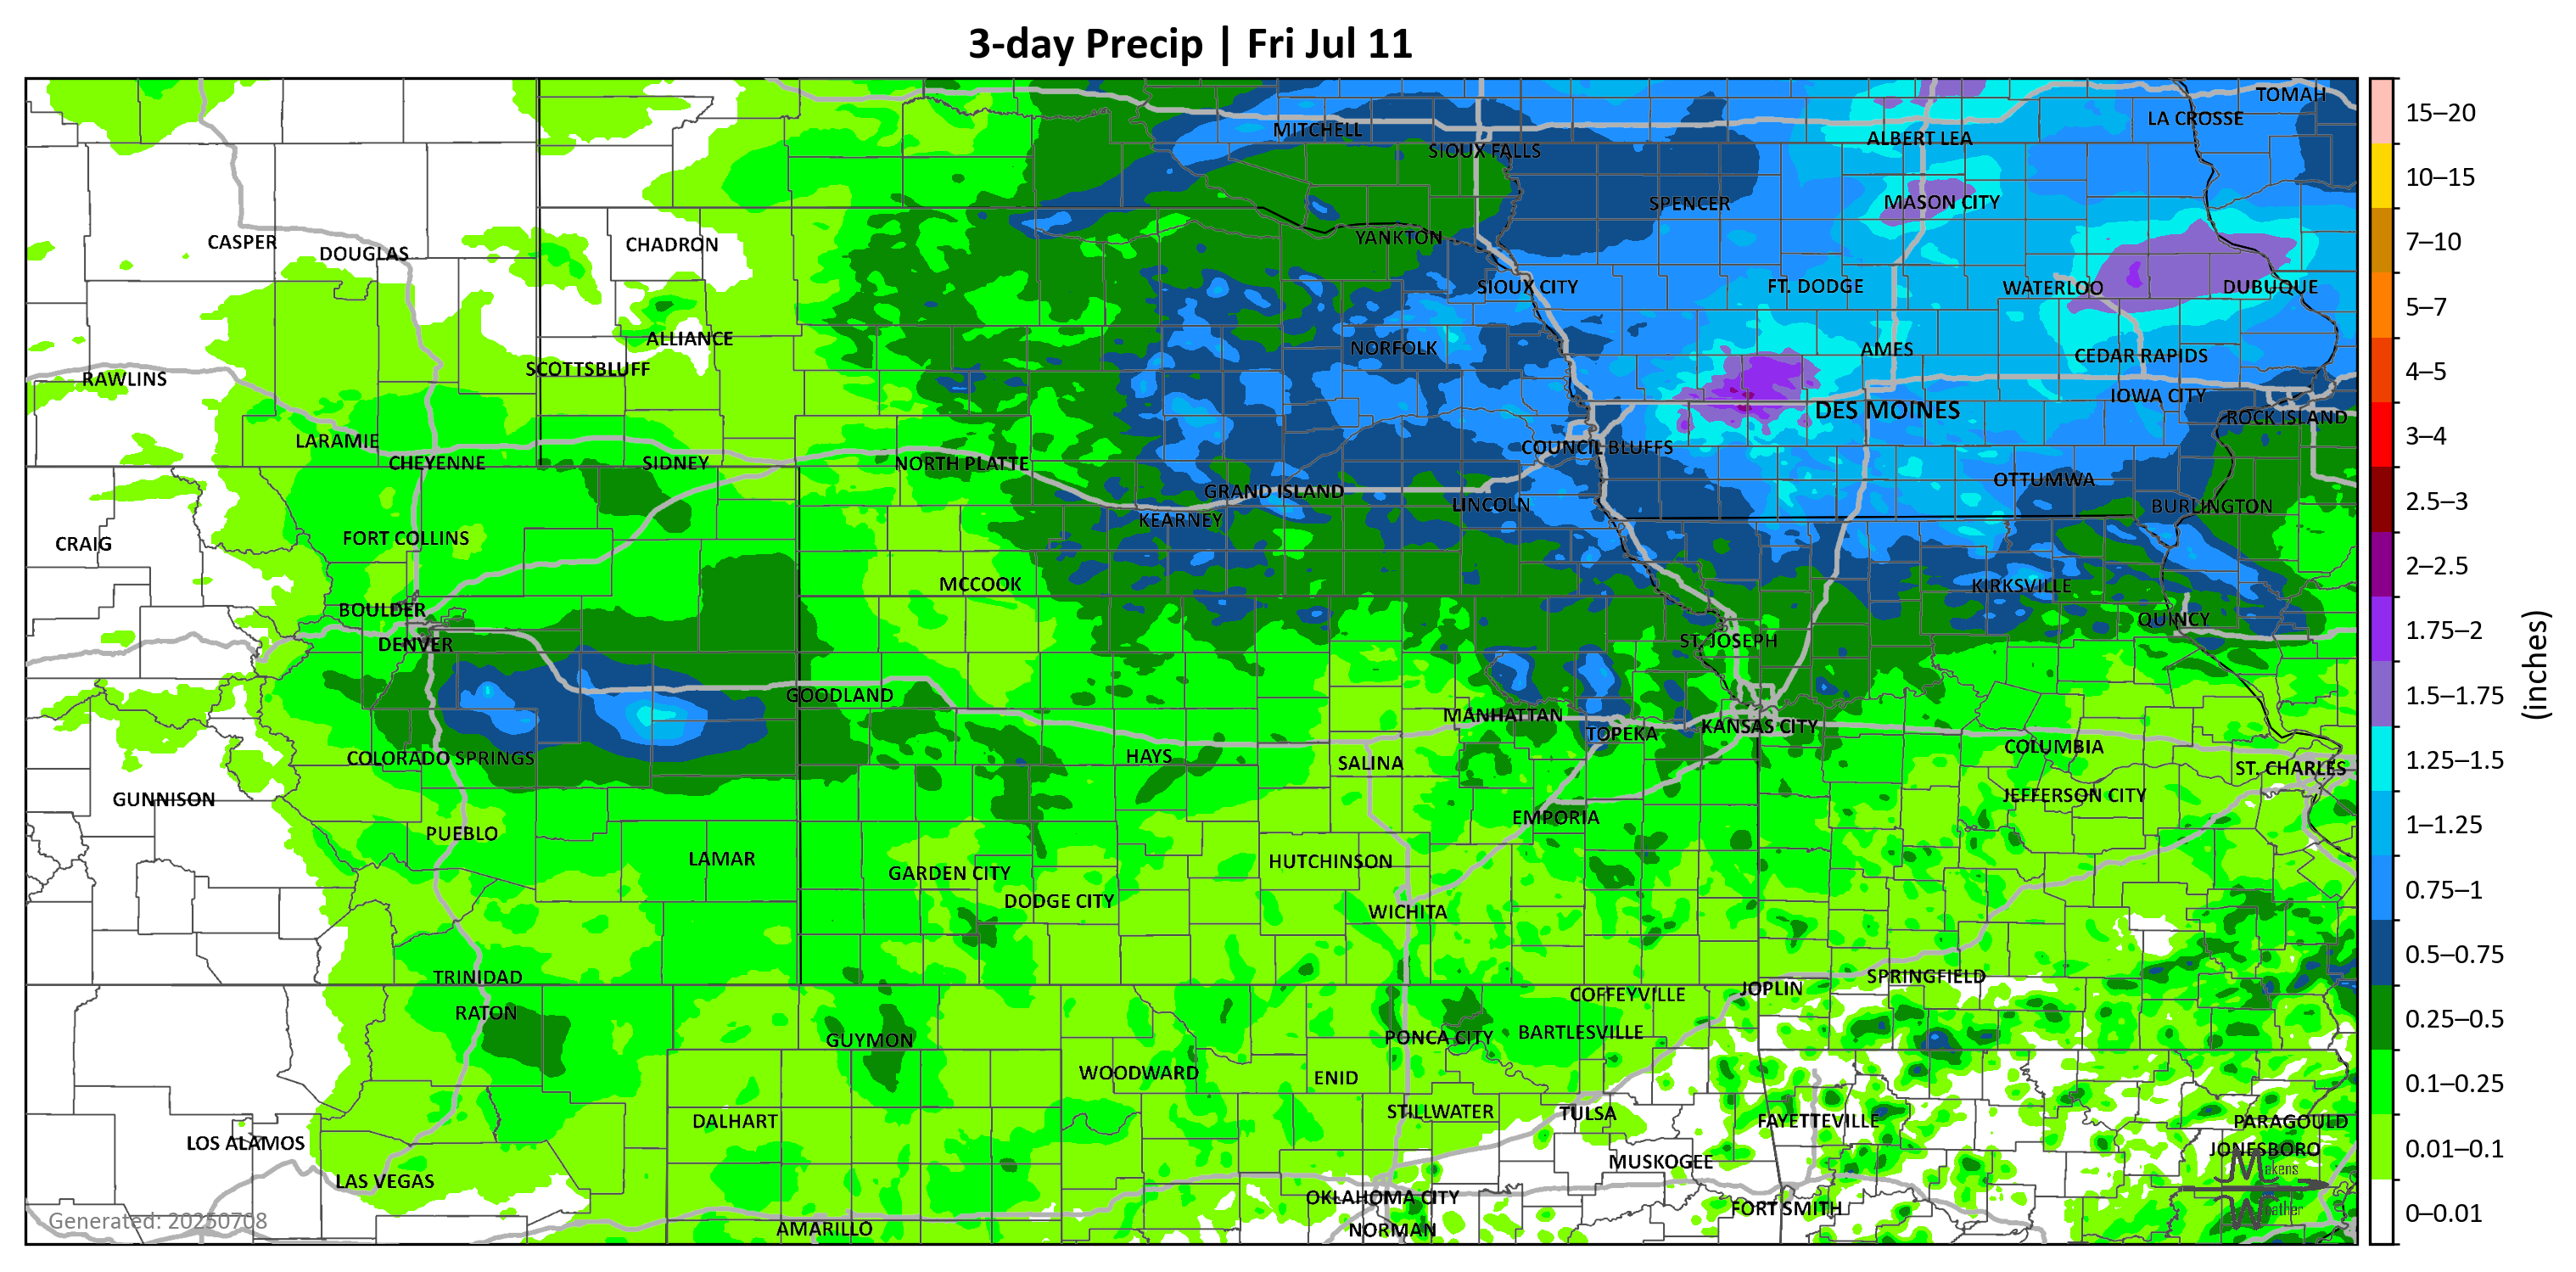 3-day Precip | Fri Jul 11
TOMAH
LA CROSSE
MITCHELL
ALBERT LEA
SIOUX FALLS
MASON CITY
SPENCER
YANKTON
CASPER
CHADRON
DOUGLAS
SIOUX CITY
FT. DODGE
WATERLOO
DUBUQUE
ALLIANCE
NORFOLK
AMES
CEDAR RAPIDS
SCOTTSBLUFF
RAWLINS
IOWA CITY
DES MOINES
ROCK ISLAND
LARAMIE
COUNCIL BLUFFS
CHEYENNE
SIDNEY
NORTH PLATTE
OTTUMWA
GRAND ISLAND
LINCOLN
BURLINGTON
KEARNEY
FORT COLLINS
CRAIG
MCCOOK
KIRKSVILLE
BOULDER
QUINCY
DENVER
ST. JOSEPH
GOODLAND
MANHATTAN
KANSAS CITY
TOPEKA
COLUMBIA
COLORADO SPRINGS
HAYS
SALINA
ST. CHARLES
GUNNISON
JEFFERSON CITY
EMPORIA
PUEBLO
LAMAR
HUTCHINSON
GARDEN CITY
DODGE CITY
WICHITA
TRINIDAD
SPRINGFIELD
JOPLIN
COFFEYVILLE
RATON
BARTLESVILLE
PONCA CITY
GUYMON
WOODWARD
ENID
STILLWATER
TULSA
DALHART
FAYETTEVILLE
PARAGOULD
LOS ALAMOS
JONESBORO
MUSKOGEE
LAS VEGAS
OKLAHOMA CITY
FORT SMITH
AMARILLO
NORMAN
Generated: 20250708
Mekens
Weather
15–20
10–15
7–10
5–7
4–5
3–4
2.5–3
2–2.5
1.75–2
1.5–1.75
1.25–1.5
1–1.25
0.75–1
0.5–0.75
0.25–0.5
0.1–0.25
0.01–0.1
0–0.01
(inches)